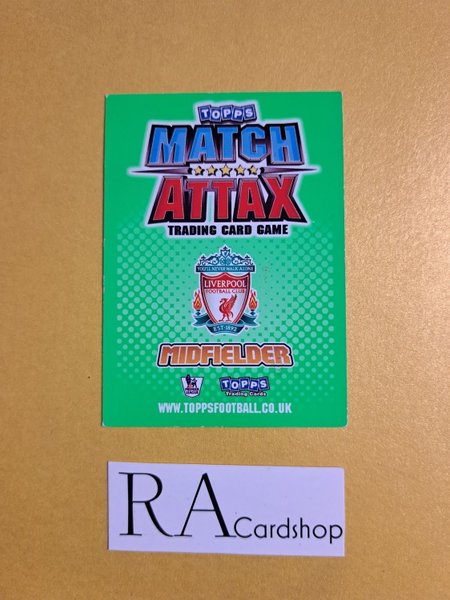 TOPPS
MATCH
ATTAX
TRADING CARD GAME
YOU'LL NEVER WALK ALONE
LIVERPOOL
FOOTBALL CLUB
EST·1892
MIDFIELDER
TOPPS
Trading Cards
WWW.TOPPSFOOTBALL.CO.UK
RA Cardshop